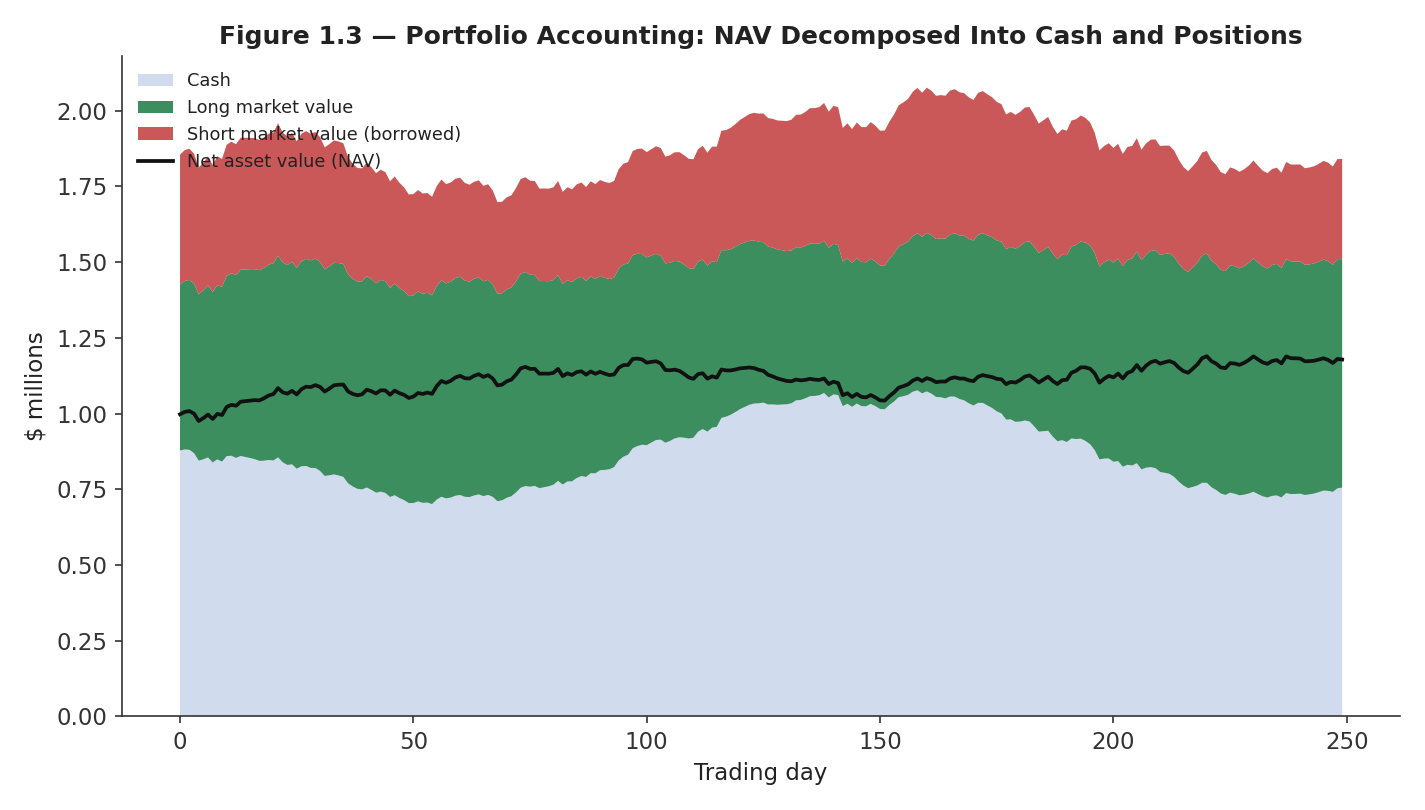 Figure 1.3 — Portfolio Accounting: NAV Decomposed Into Cash and Positions
Cash
Long market value
Short market value (borrowed)
Net asset value (NAV)
$ millions
2.00
1.75
1.50
1.25
1.00
0.75
0.50
0.25
0.00
0 50 100 150 200 250
Trading day